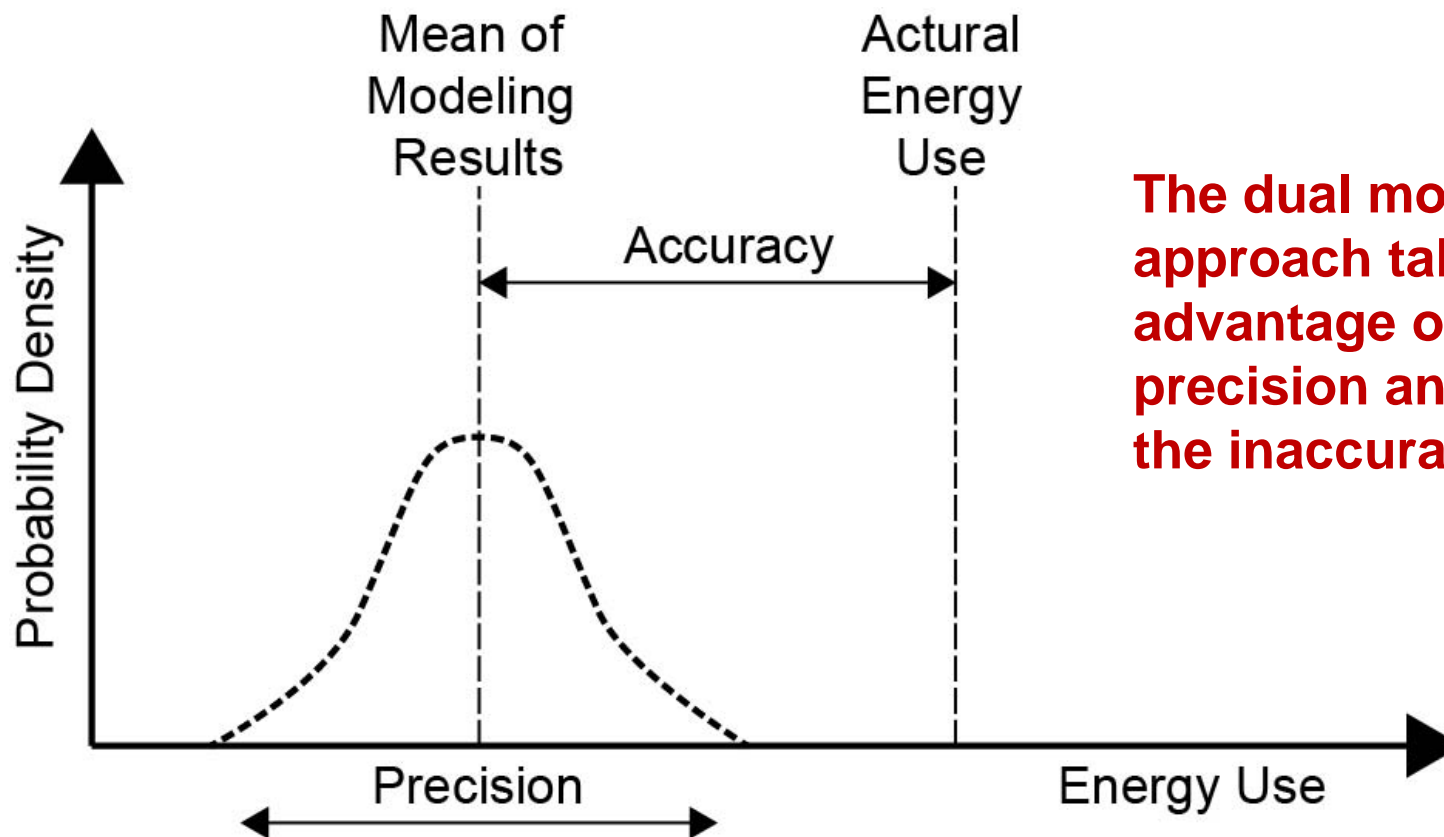 Mean of
Modeling
Results
Actural
Energy
Use
Accuracy
The dual
approach
advantage
precision
the
Probability Density
Precision
Energy Use